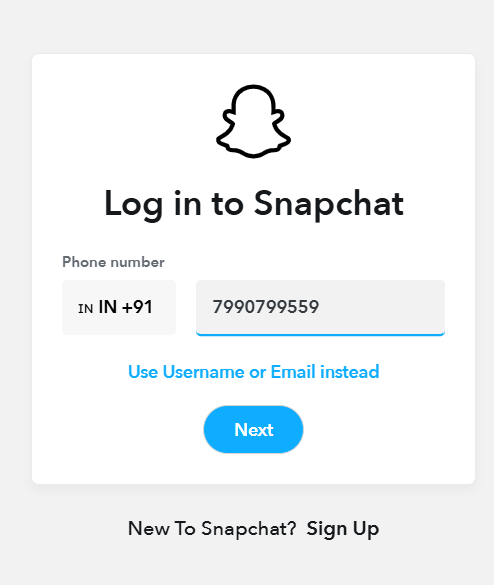 Log in to Snapchat
Phone number
IN IN +91 7990799559
Use Username or Email instead
Next
New To Snapchat? Sign Up